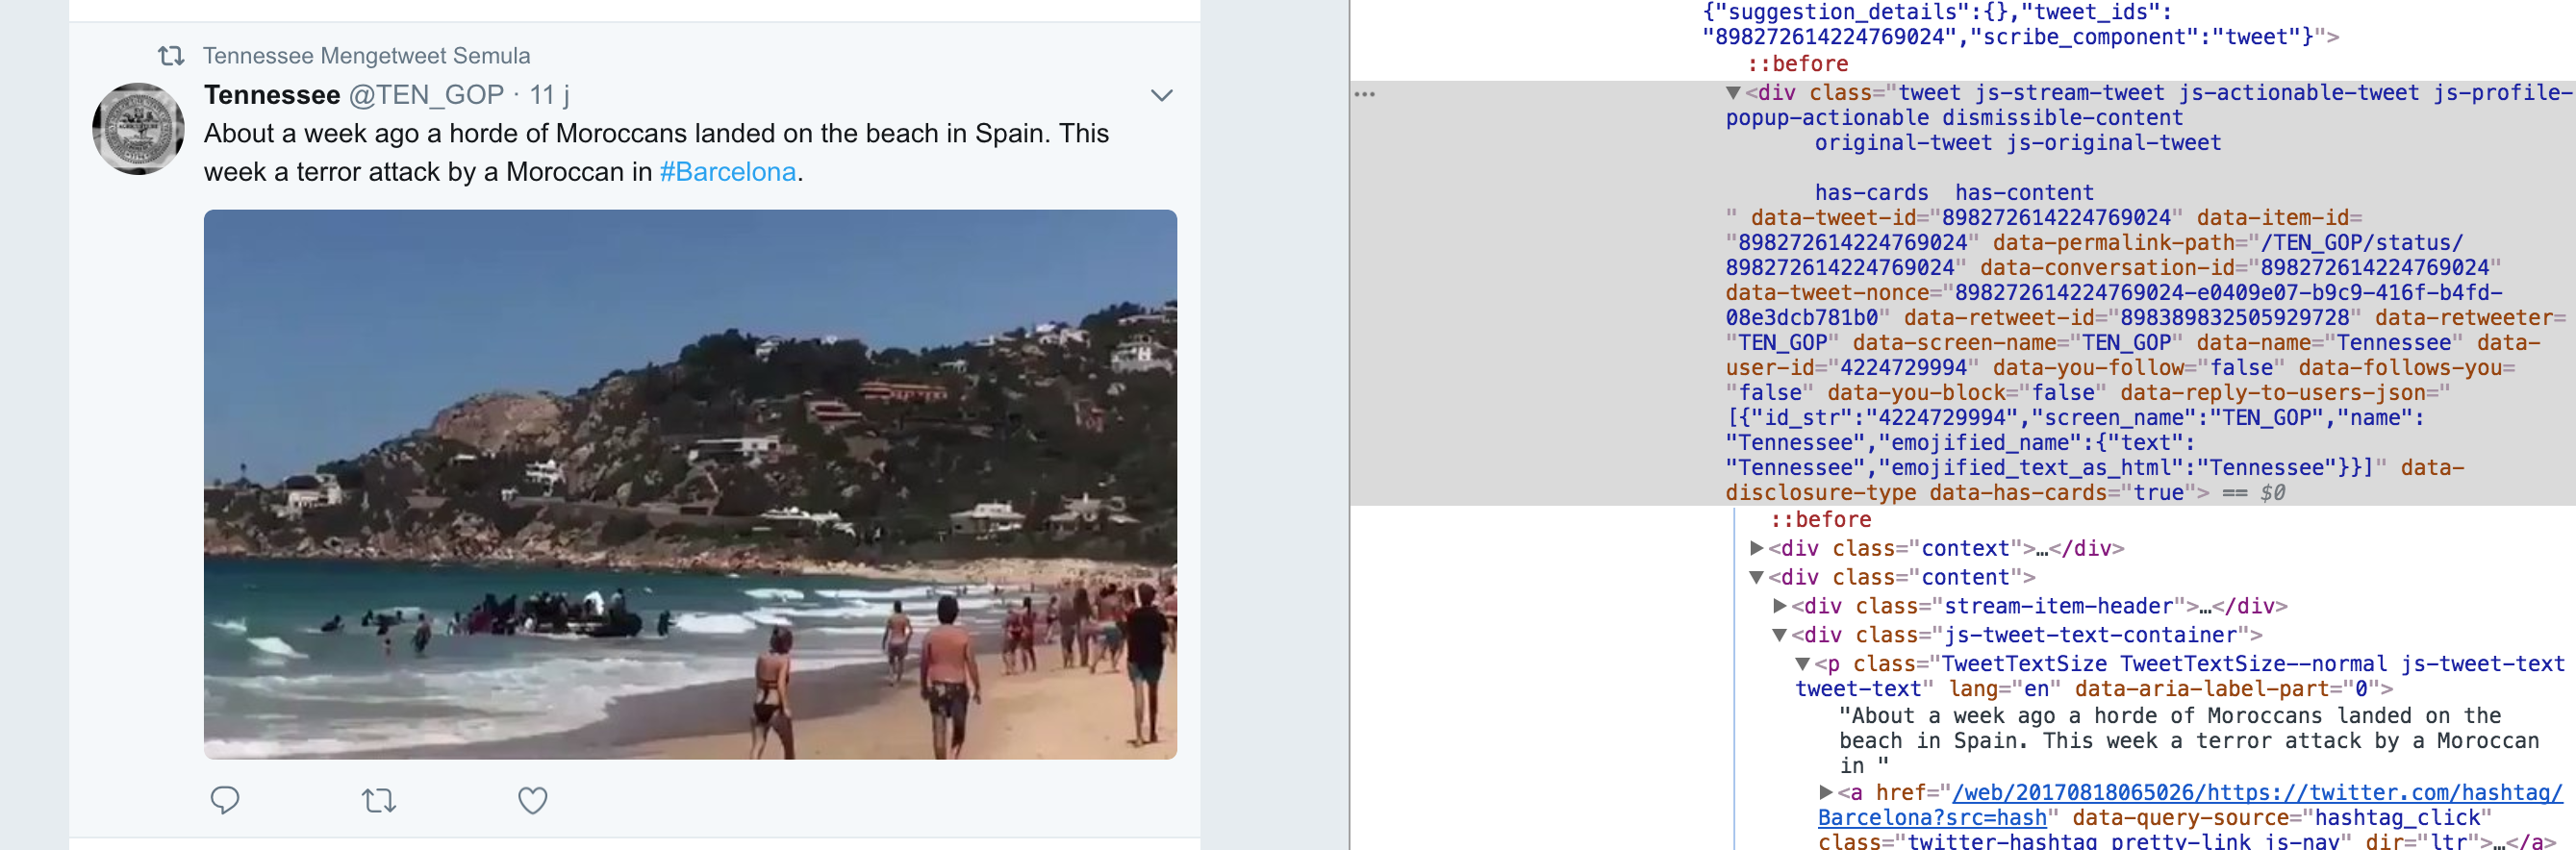 Tennessee Mengetweet Semula
Tennessee @TEN_GOP · 11 j
About a week ago a horde of Moroccans landed on the beach in Spain. This
week a terror attack by a Moroccan in #Barcelona.
{"suggestion_details":{},"tweet_ids":
"898272614224769024","scribe_component":"tweet"}">
::before
…
▼<div class="tweet js-stream-tweet js-actionable-tweet js-profile-
popup-actionable dismissible-content
original-tweet js-original-tweet
has-cards  has-content
" data-tweet-id="898272614224769024" data-item-id=
"898272614224769024" data-permalink-path="/TEN_GOP/status/
898272614224769024" data-conversation-id="898272614224769024"
data-tweet-nonce="898272614224769024-e0409e07-b9c9-416f-b4fd-
08e3dcb781b0" data-retweet-id="898389832505929728" data-retweeter=
"TEN_GOP" data-screen-name="TEN_GOP" data-name="Tennessee" data-
user-id="4224729994" data-you-follow="false" data-follows-you=
"false" data-you-block="false" data-reply-to-users-json="
[{"id_str":"4224729994","screen_name":"TEN_GOP","name":
"Tennessee","emojified_name":{"text":
"Tennessee","emojified_text_as_html":"Tennessee"}}]" data-
disclosure-type data-has-cards="true"> == $0
::before
▶<div class="context">…</div>
▼<div class="content">
▶<div class="stream-item-header">…</div>
▼<div class="js-tweet-text-container">
▼<p class="TweetTextSize TweetTextSize--normal js-tweet-text
tweet-text" lang="en" data-aria-label-part="0">
"About a week ago a horde of Moroccans landed on the
beach in Spain. This week a terror attack by a Moroccan
in "
▶<a href="/web/20170818065026/https://twitter.com/hashtag/
Barcelona?src=hash" data-query-source="hashtag_click"
class="twitter-hashtag pretty-link js-nav" dir="ltr">…</a>